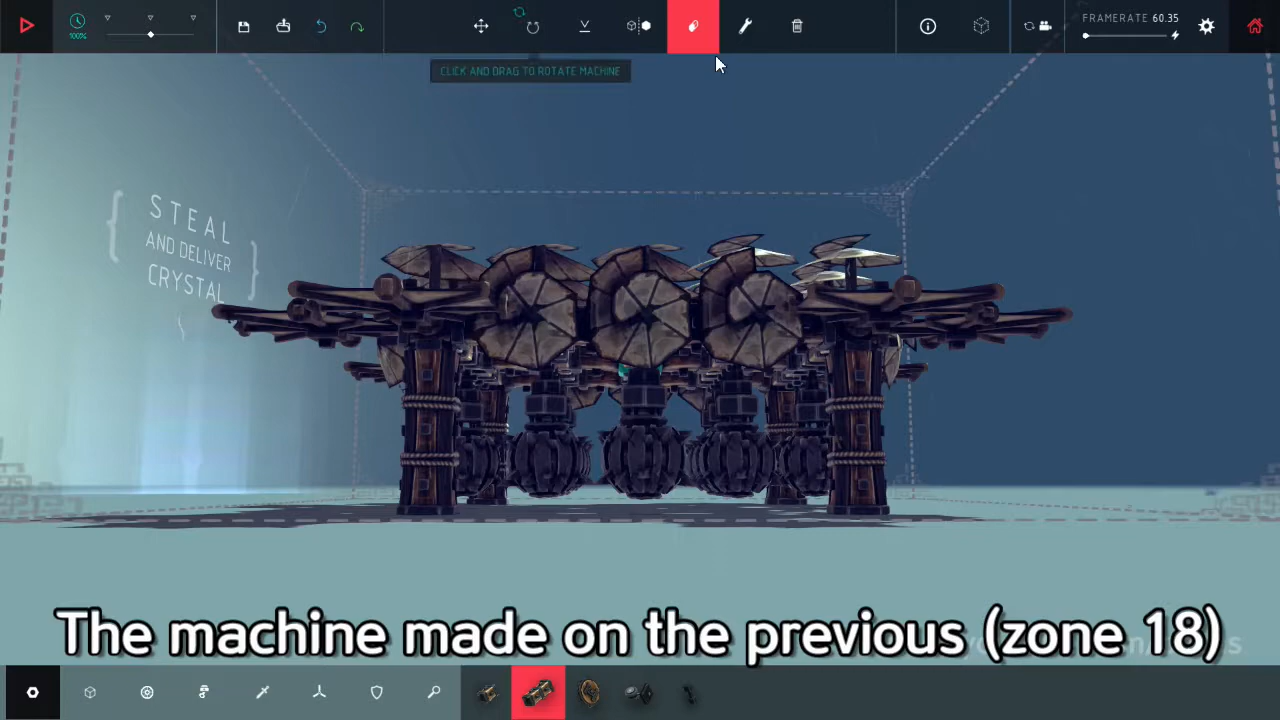 100%
FRAMERATE 60.35
CLICK AND DRAG TO ROTATE MACHINE
STEAL
AND DELIVER
CRYSTAL
The machine made on the previous (zone 18)